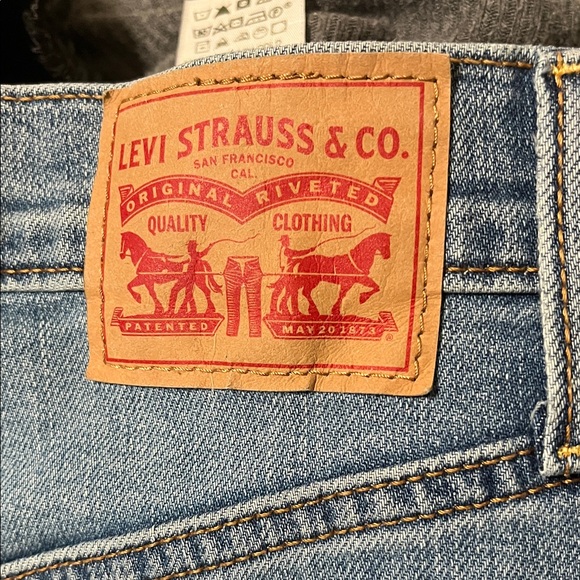 LEVI STRAUSS & CO.
SAN FRANCISCO
CAL.
ORIGINAL RIVETED
QUALITY CLOTHING
PATENTED MAY 20 1873
®